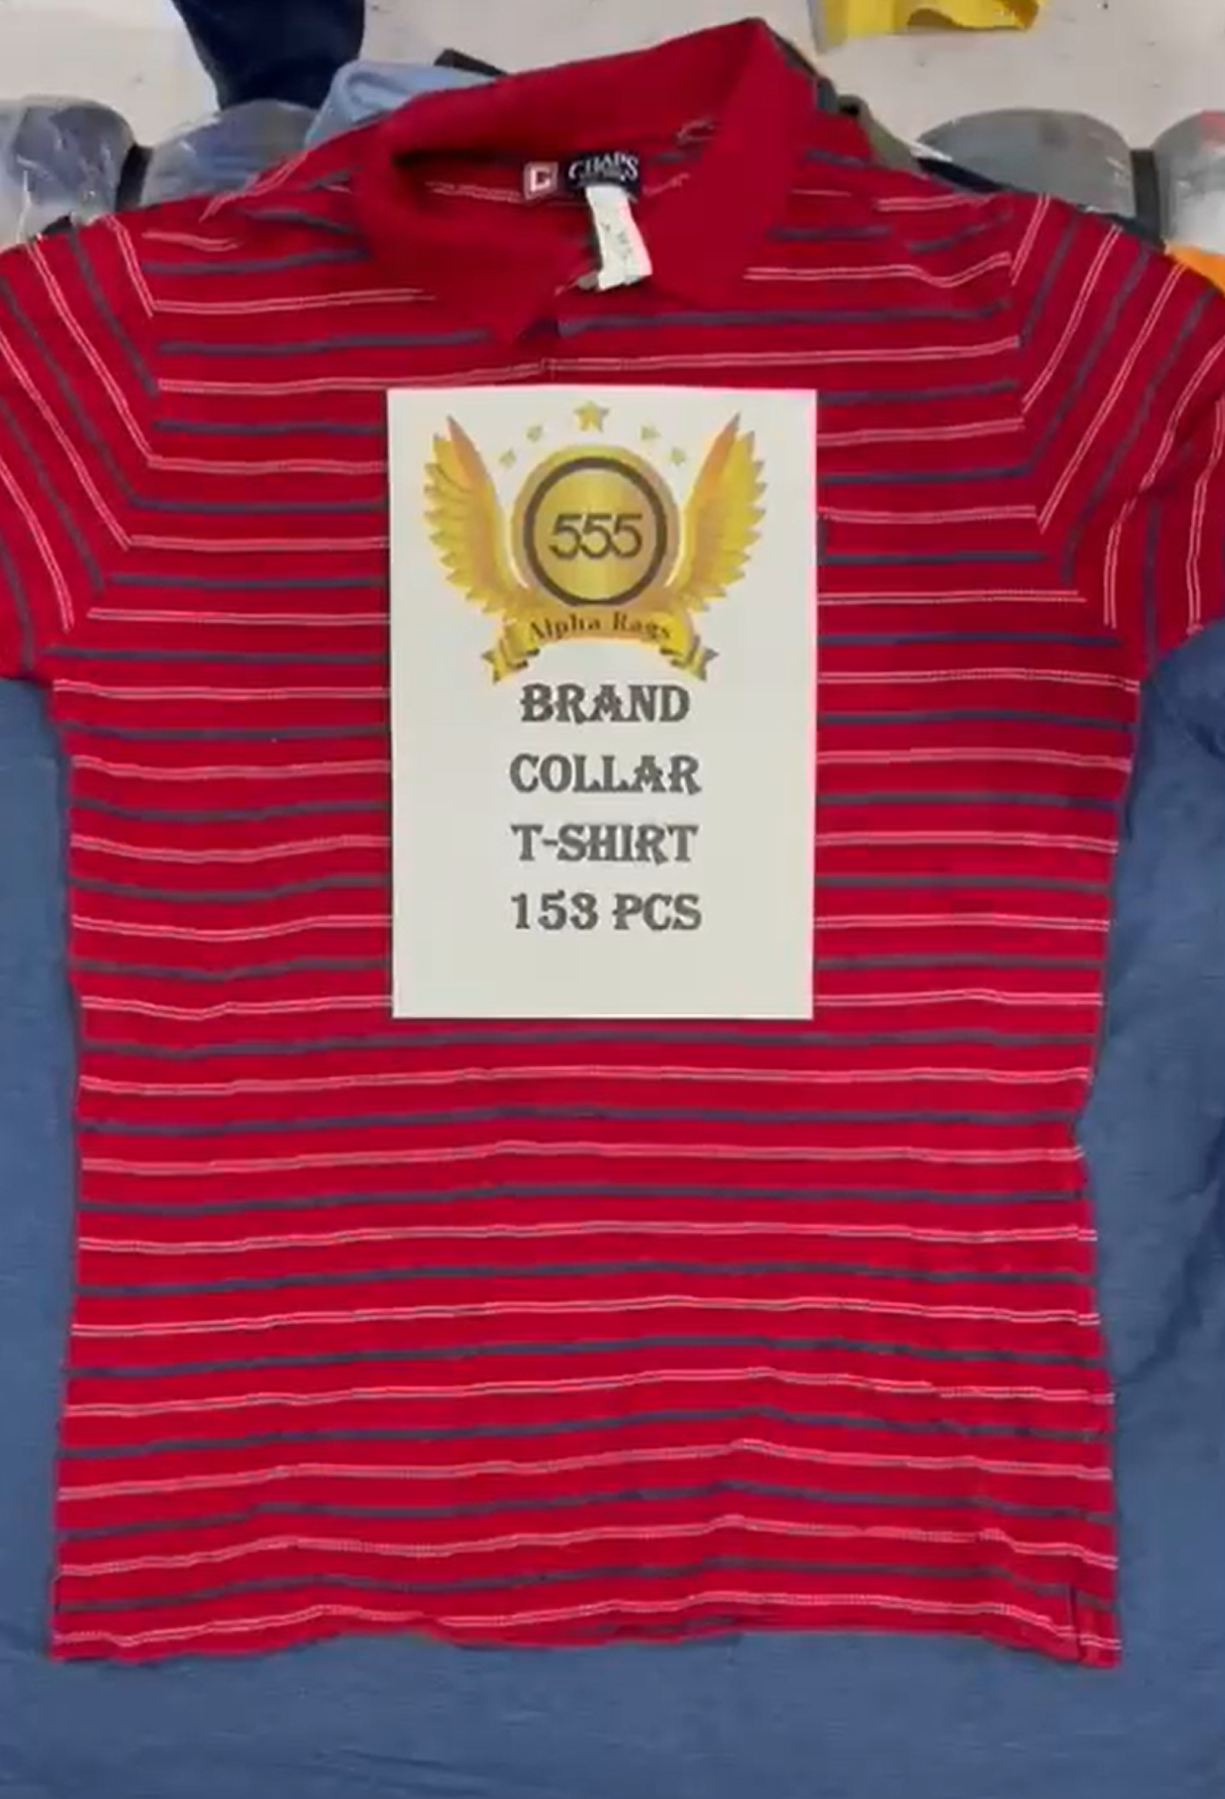 C CHAPS
555
Alpha Rags
BRAND
COLLAR
T-SHIRT
153 PCS